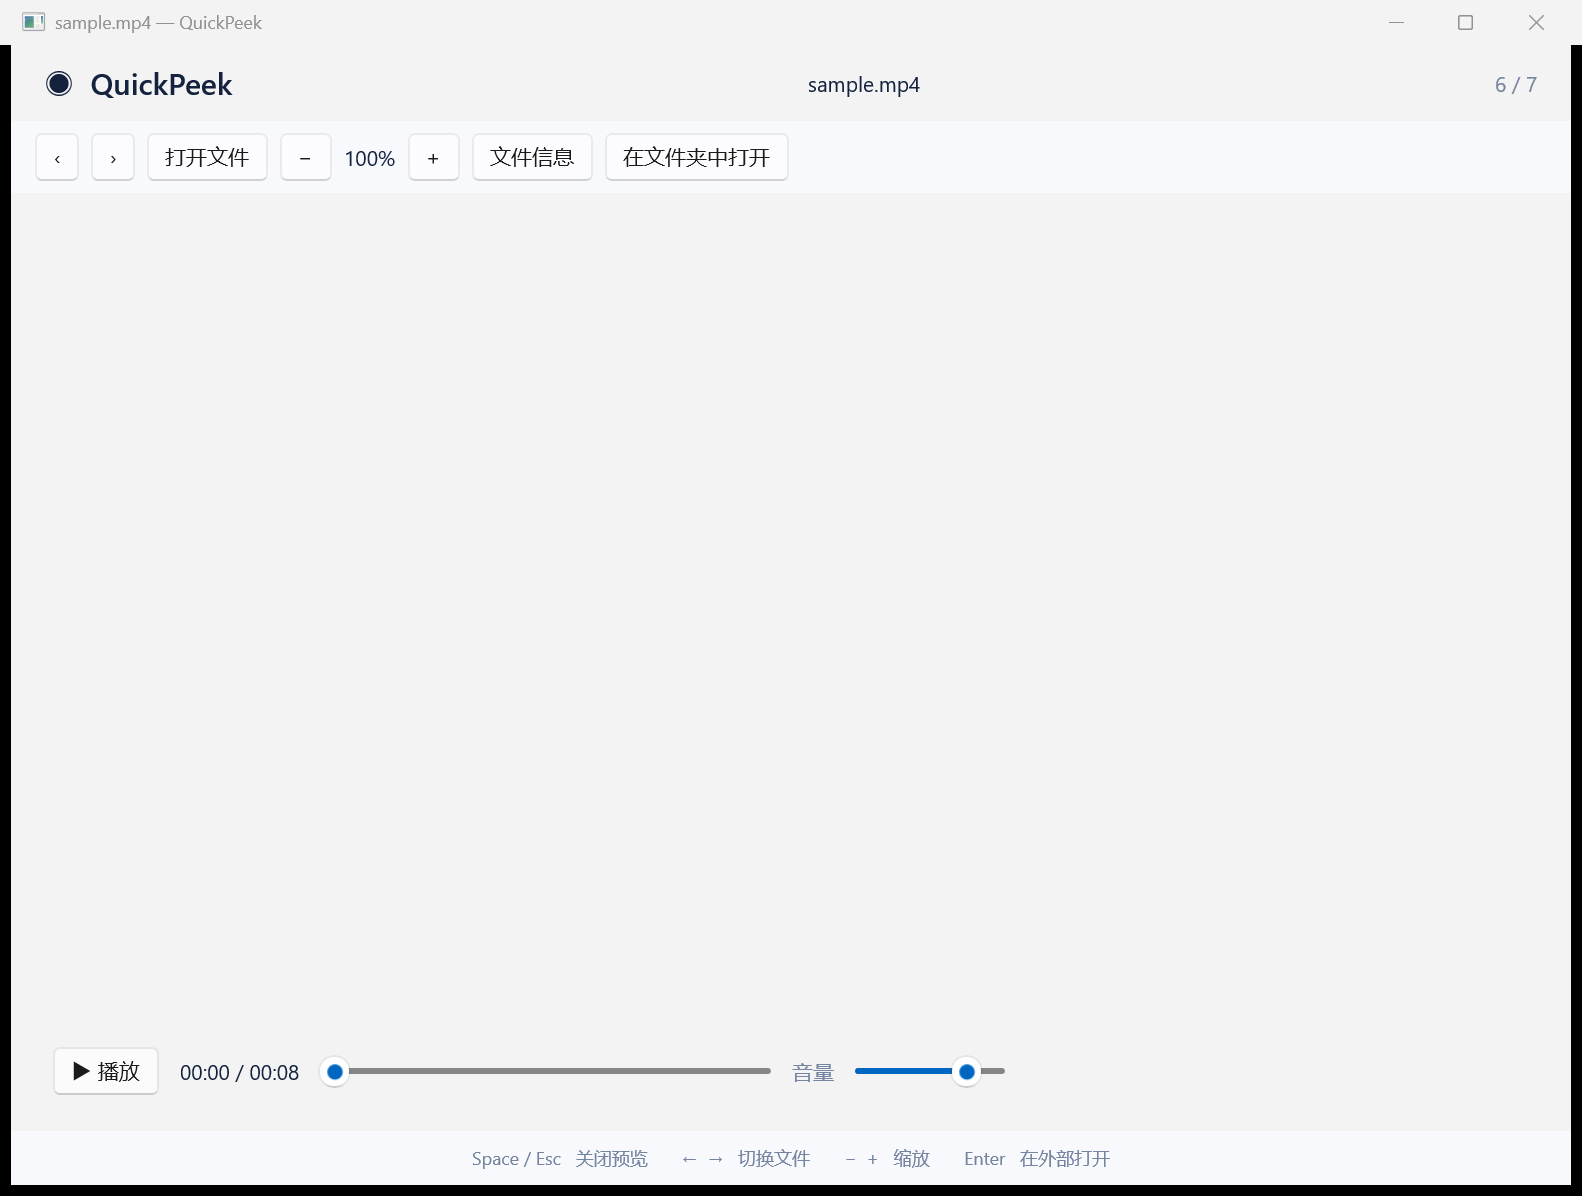 sample.mp4 — QuickPeek
QuickPeek sample.mp4 6 / 7
‹ › 打开文件 − 100% + 文件信息 在文件夹中打开
▶ 播放 00:00 / 00:08 音量
Space / Esc 关闭预览 ← → 切换文件 − + 缩放 Enter 在外部打开